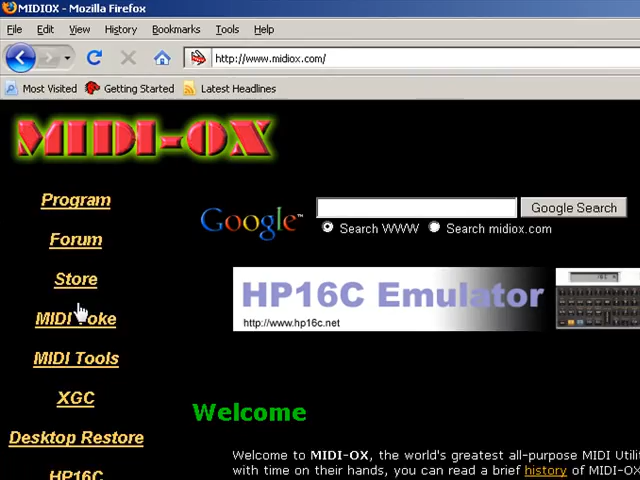 MIDIOX - Mozilla Firefox
File Edit View History Bookmarks Tools Help
http://www.midiox.com/
Most Visited Getting Started Latest Headlines
MIDI-OX
Program
Forum
Store
MIDI Yoke
MIDI Tools
XGC
Desktop Restore
HP16C
Google™
Google Search
Search WWW Search midiox.com
HP16C Emulator
http://www.hp16c.net
Welcome
Welcome to MIDI-OX, the world's greatest all-purpose MIDI Utili
with time on their hands, you can read a brief history of MIDI-OX